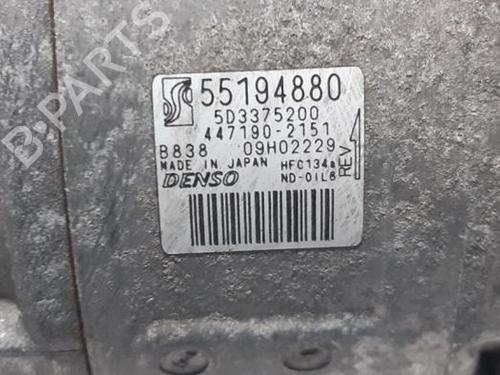 55194880
5D3375200
447190-2151
B838 09H02229
MADE IN JAPAN HFC134a
DENSO ND-OIL8
REV
B-PARTS